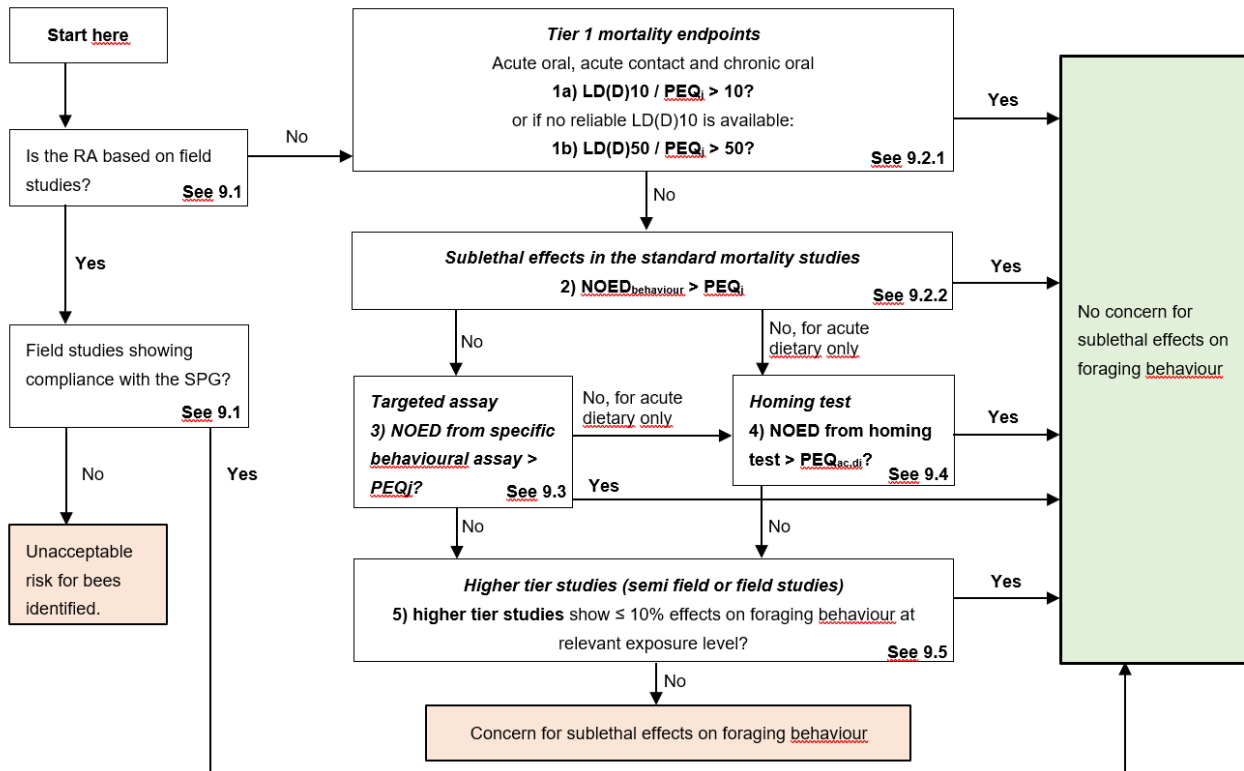 Start here
Is the RA based on field
studies?
See 9.1
No
Yes
Field studies showing
compliance with the SPG?
See 9.1
No
Yes
Unacceptable
risk for bees
identified.
Tier 1 mortality endpoints
Acute oral, acute contact and chronic oral
1a) LD(D)10 / PEQj > 10?
or if no reliable LD(D)10 is available:
1b) LD(D)50 / PEQj > 50?
See 9.2.1
Yes
No
Sublethal effects in the standard mortality studies
2) NOEDbehaviour > PEQj
See 9.2.2
Yes
No
No, for acute
dietary only
Targeted assay
3) NOED from specific
behavioural assay >
PEQj?
See 9.3
No, for acute
dietary only
Yes
No
Homing test
4) NOED from homing
test > PEQac,di?
See 9.4
Yes
No
Higher tier studies (semi field or field studies)
5) higher tier studies show ≤ 10% effects on foraging behaviour at
relevant exposure level?
See 9.5
Yes
No
Concern for sublethal effects on foraging behaviour
No concern for
sublethal effects on
foraging behaviour